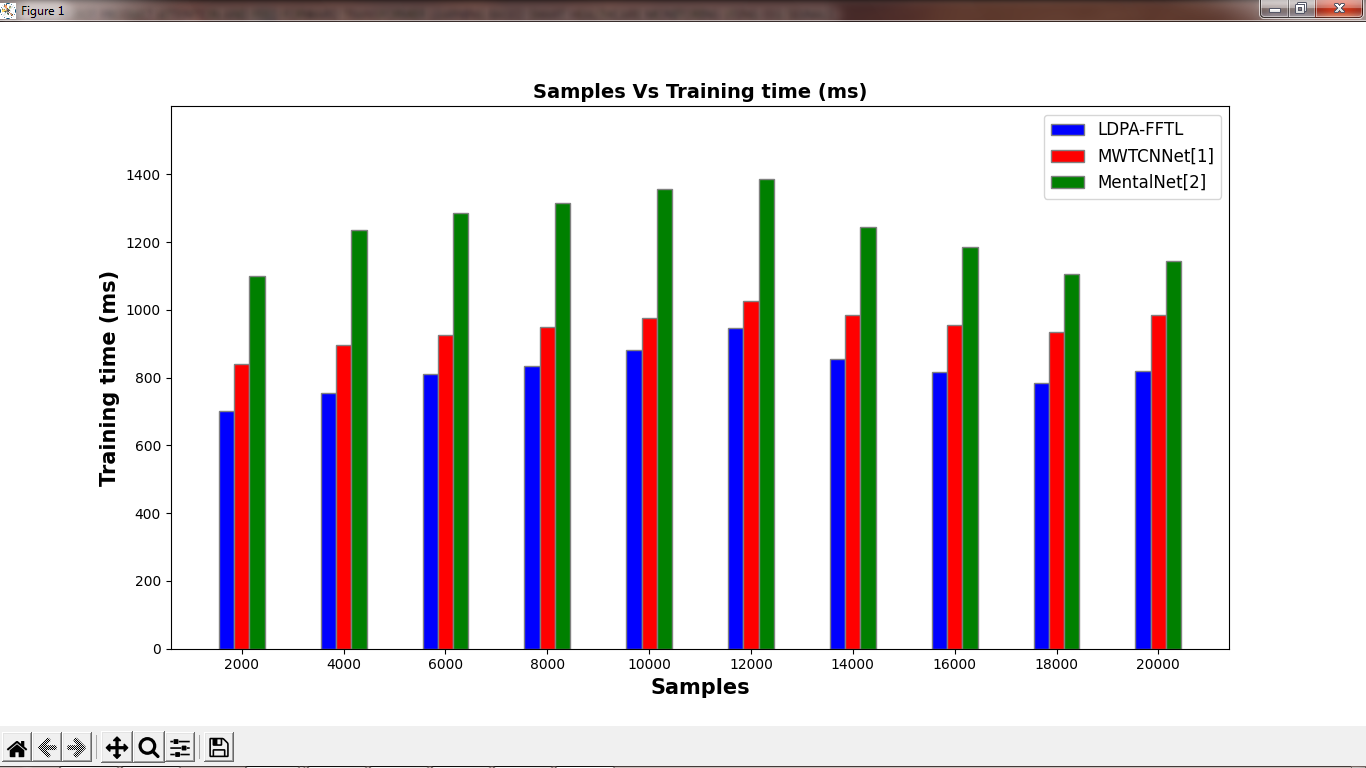 Figure 1
Samples Vs Training time (ms)
LDPA-FFTL
MWTCNNet[1]
MentalNet[2]
Training time (ms)
1400
1200
1000
800
600
400
200
0
2000 4000 6000 8000 10000 12000 14000 16000 18000 20000
Samples